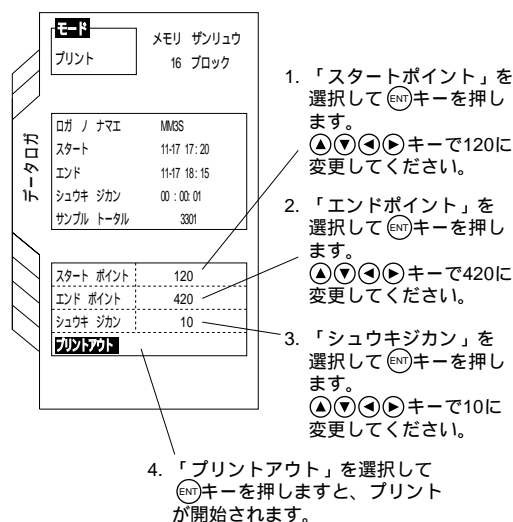 モード
プリント
メモリ ザンリュウ
16 ブロック
データロガ
ロガ ノ ナマエ MM3S
スタート 11-17 17:20
エンド 11-17 18:15
シュウキ ジカン 00:00:01
サンプル トータル 3301
スタート ポイント 120
エンド ポイント 420
シュウキ ジカン 10
プリントアウト
1. 「スタートポイント」を
選択してENTキーを押し
ます。
▲▼◀▶キーで120に
変更してください。
2. 「エンドポイント」を
選択してENTキーを押し
ます。
▲▼◀▶キーで420に
変更してください。
3. 「シュウキジカン」を
選択してENTキーを押し
ます。
▲▼◀▶キーで10に
変更してください。
4. 「プリントアウト」を選択して
ENTキーを押しますと、プリント
が開始されます。